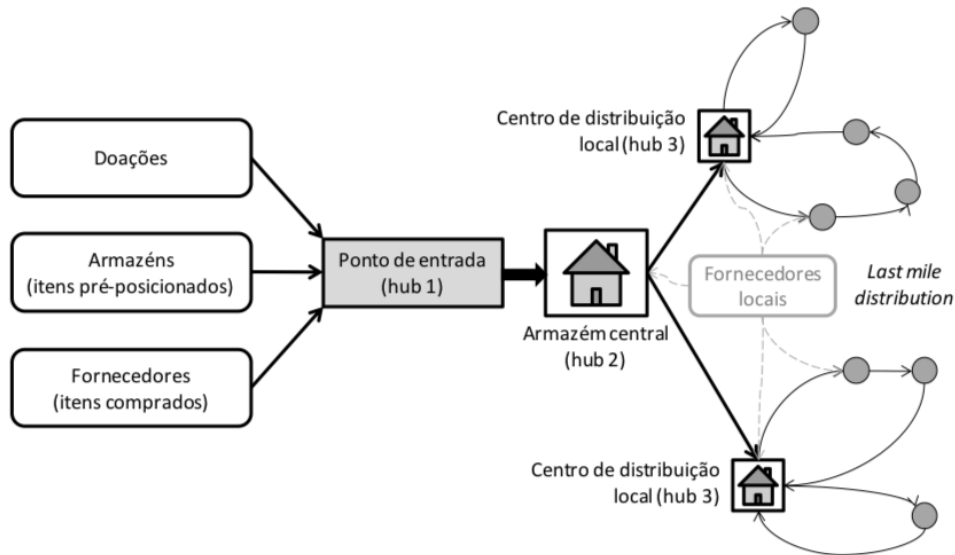 Doações
Armazéns
(itens pré-posicionados)
Fornecedores
(itens comprados)
Ponto de entrada
(hub 1)
Armazém central
(hub 2)
Centro de distribuição
local (hub 3)
Fornecedores
locais
Last mile
distribution
Centro de distribuição
local (hub 3)